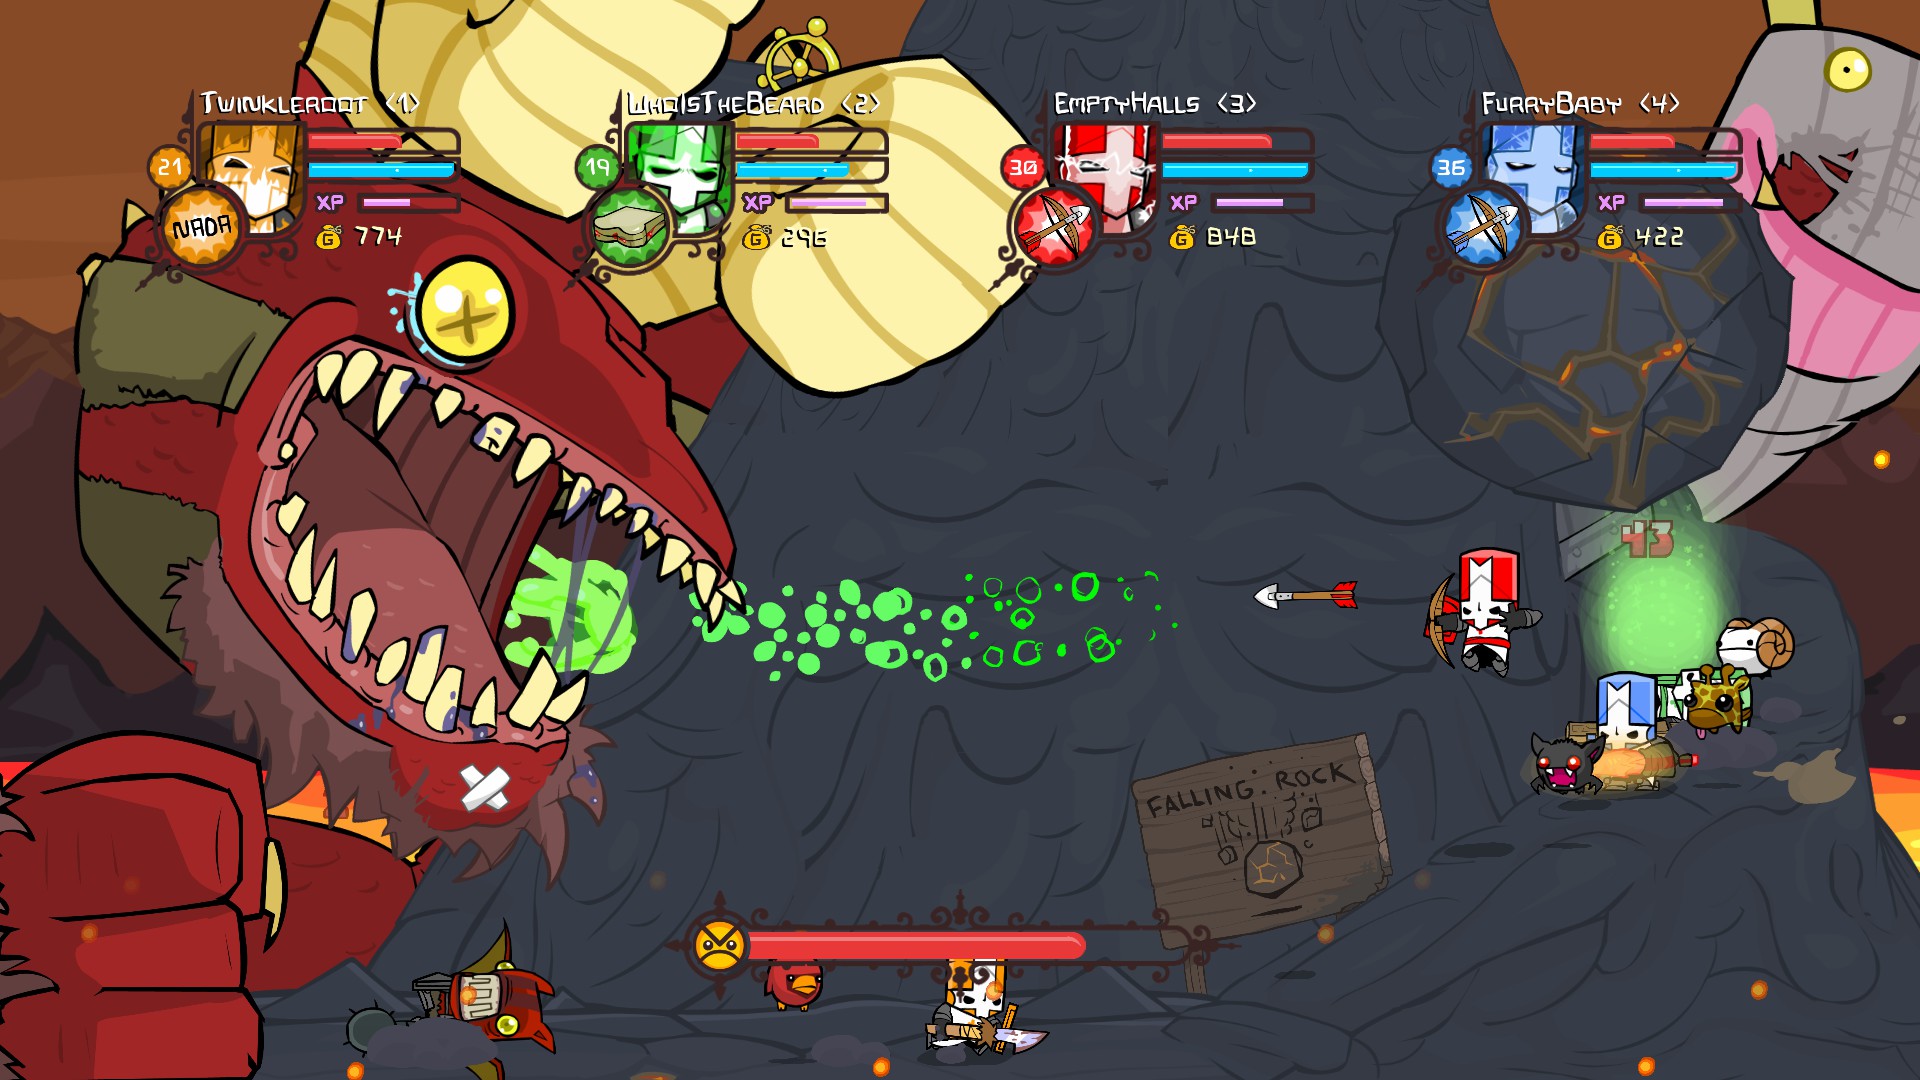 TWINKLEROOT <1>
21
NADA
XP
774
WHOISTHEBEARD <2>
19
XP
296
EMPTYHALLS <3>
30
XP
848
FURRYBABY <4>
36
XP
422
43
FALLING ROCK